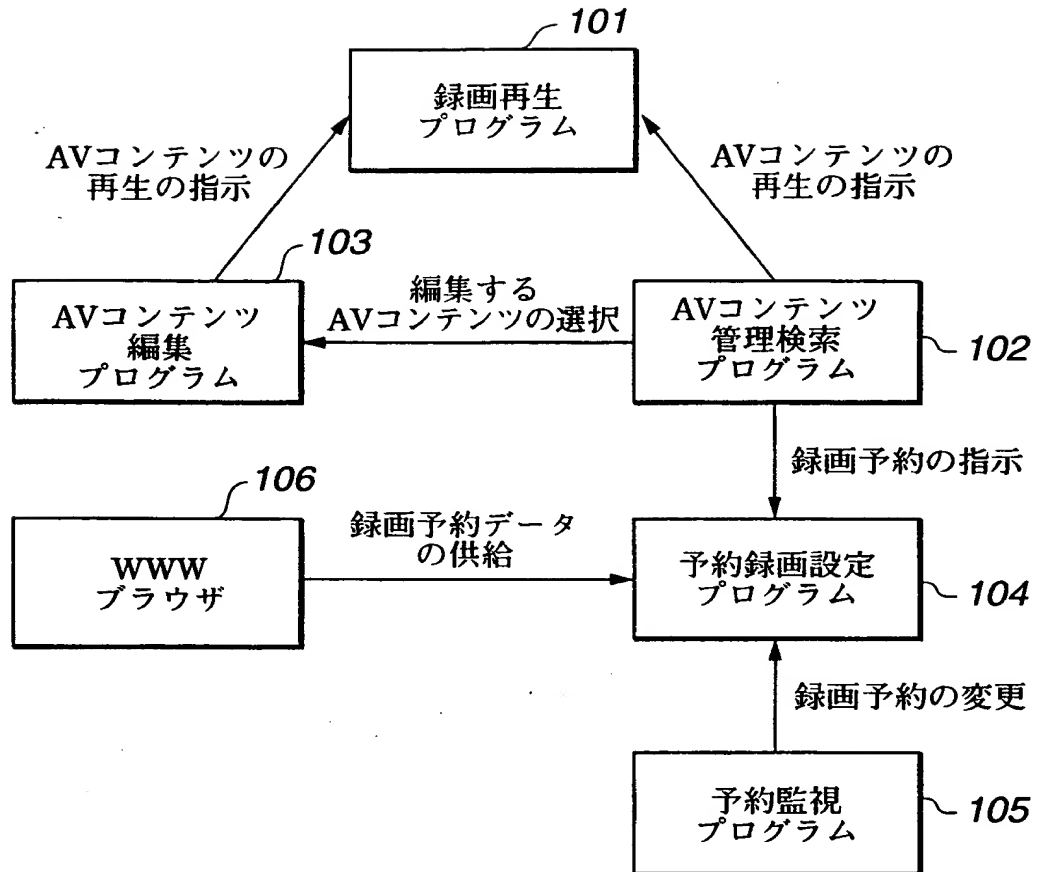 101
録画再生
プログラム
AVコンテンツの
再生の指示
AVコンテンツの
再生の指示
103
AVコンテンツ
編集
プログラム
編集する
AVコンテンツの選択
AVコンテンツ
管理検索
プログラム
102
録画予約の指示
106
WWW
ブラウザ
録画予約データ
の供給
予約録画設定
プログラム
104
録画予約の変更
予約監視
プログラム
105